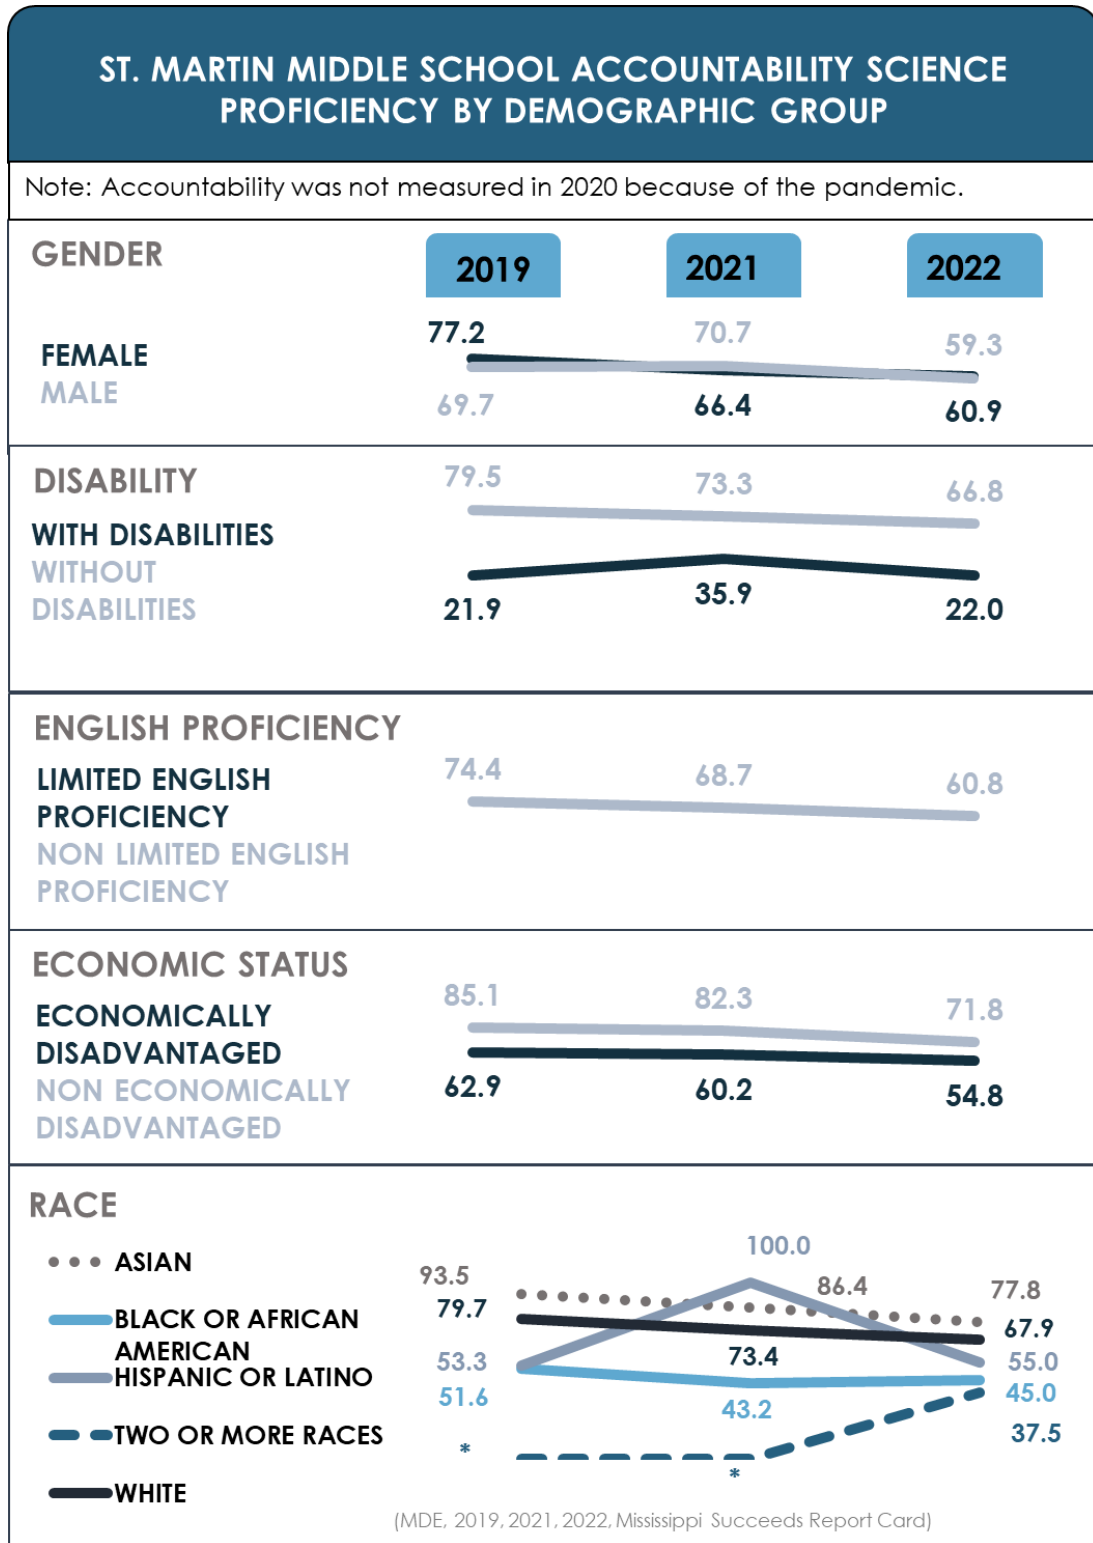 ST. MARTIN MIDDLE SCHOOL ACCOUNTABILITY SCIENCE
PROFICIENCY BY DEMOGRAPHIC GROUP
Note: Accountability was not measured in 2020 because of the pandemic.
GENDER
2019 2021 2022
77.2 70.7 59.3
FEMALE
MALE
69.7 66.4 60.9
DISABILITY
79.5 73.3 66.8
WITH DISABILITIES
WITHOUT
DISABILITIES
21.9 35.9 22.0
ENGLISH PROFICIENCY
LIMITED ENGLISH
PROFICIENCY
NON LIMITED ENGLISH
PROFICIENCY
74.4 68.7 60.8
ECONOMIC STATUS
ECONOMICALLY
DISADVANTAGED
NON ECONOMICALLY
DISADVANTAGED
85.1 82.3 71.8
62.9 60.2 54.8
RACE
ASIAN
BLACK OR AFRICAN
AMERICAN
HISPANIC OR LATINO
TWO OR MORE RACES
WHITE
100.0
93.5 86.4 77.8
79.7 73.4 67.9
53.3 55.0
51.6 43.2 45.0
* * 37.5
(MDE, 2019, 2021, 2022, Mississippi Succeeds Report Card)